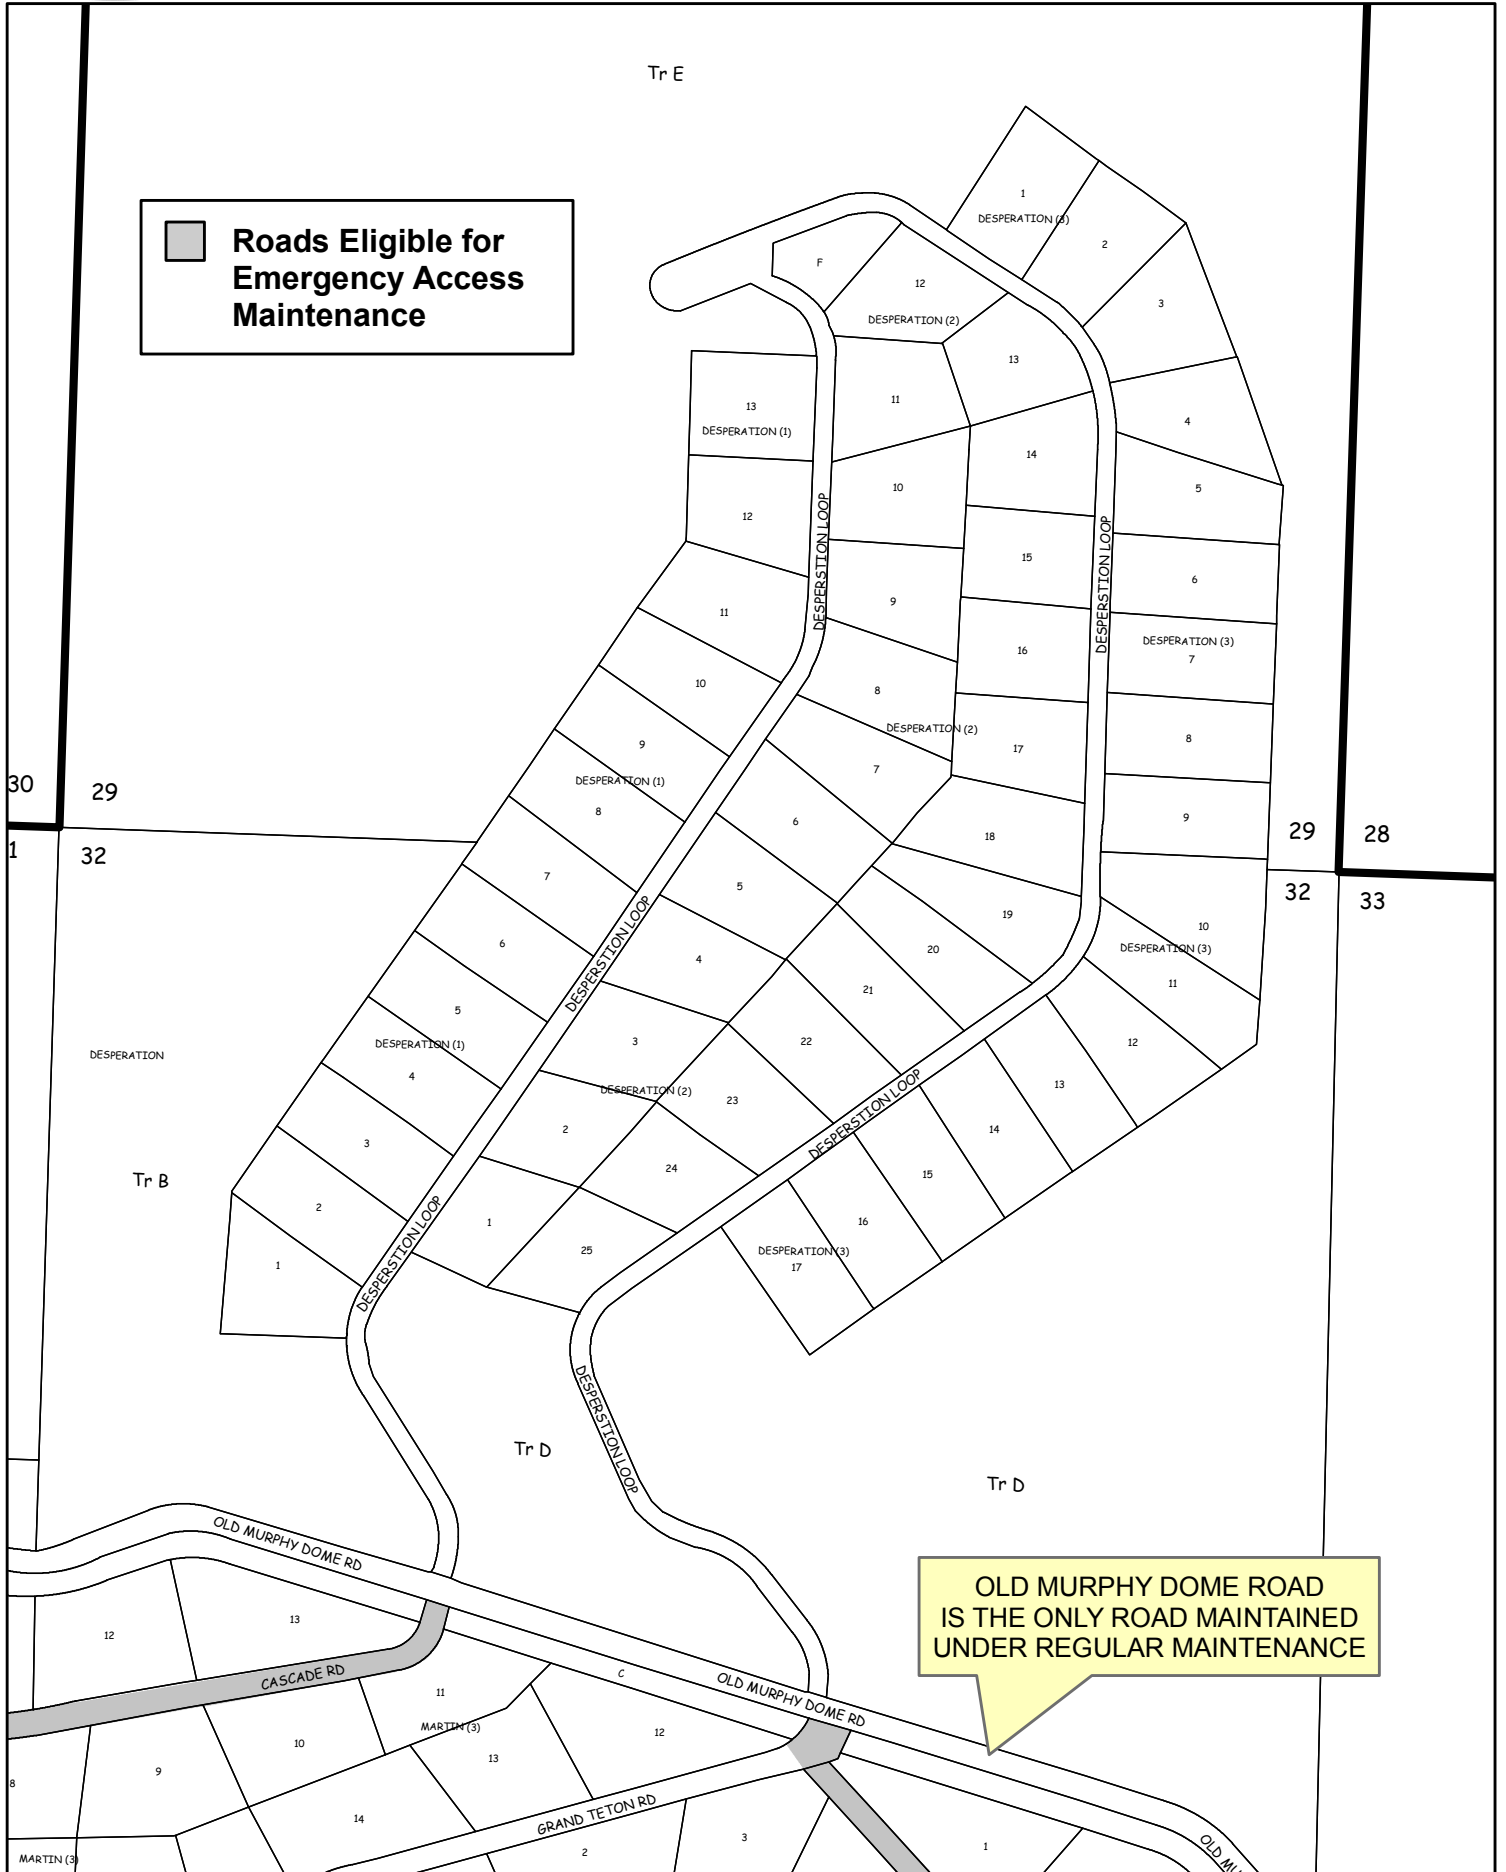 Tr E
Roads Eligible for
Emergency Access
Maintenance
1
DESPERATION (3)
2
3
F
12
DESPERATION (2)
13
11
4
13
DESPERATION (1)
14
10
5
12
DESPERSTION LOOP
DESPERSTION LOOP
15
6
9
11
16
DESPERATION (3)
7
10
8
DESPERATION (2)
17
8
9
DESPERATION (1)
8
7
6
18
9
30
29
29
28
1
32
32
33
7
5
19
10
DESPERATION (3)
6
DESPERSTION LOOP
4
20
11
21
5
DESPERATION (1)
4
3
22
12
DESPERATION
DESPERATION (2)
23
DESPERSTION LOOP
13
3
2
14
24
15
Tr B
2
DESPERSTION LOOP
1
25
16
DESPERATION (3)
17
1
DESPERSTION LOOP
Tr D
Tr D
OLD MURPHY DOME RD
OLD MURPHY DOME ROAD
IS THE ONLY ROAD MAINTAINED
UNDER REGULAR MAINTENANCE
12
13
CASCADE RD
C
OLD MURPHY DOME RD
11
MARTIN (3)
12
10
13
9
8
14
GRAND TETON RD
3
2
1
OLD MU
MARTIN (3)